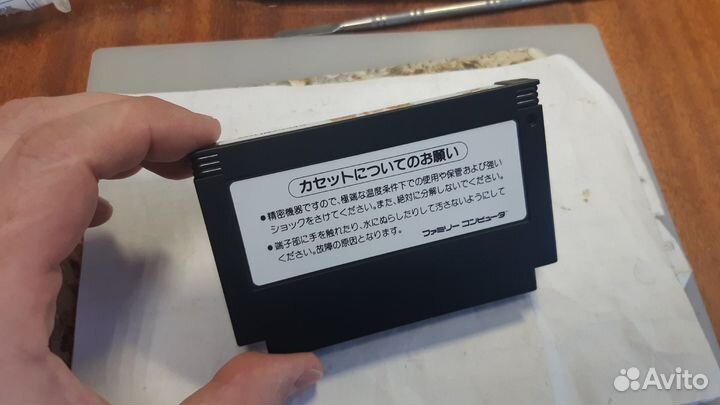 カセットについてのお願い
●精密機器ですので、極端な温度条件下での使用や保管および強い
ショックをさけてください。また、絶対に分解しないでください。
●端子部に手を触れたり、水にぬらしたりして汚さないようにして
ください。故障の原因となります。
ファミリー コンピュータ
Avito